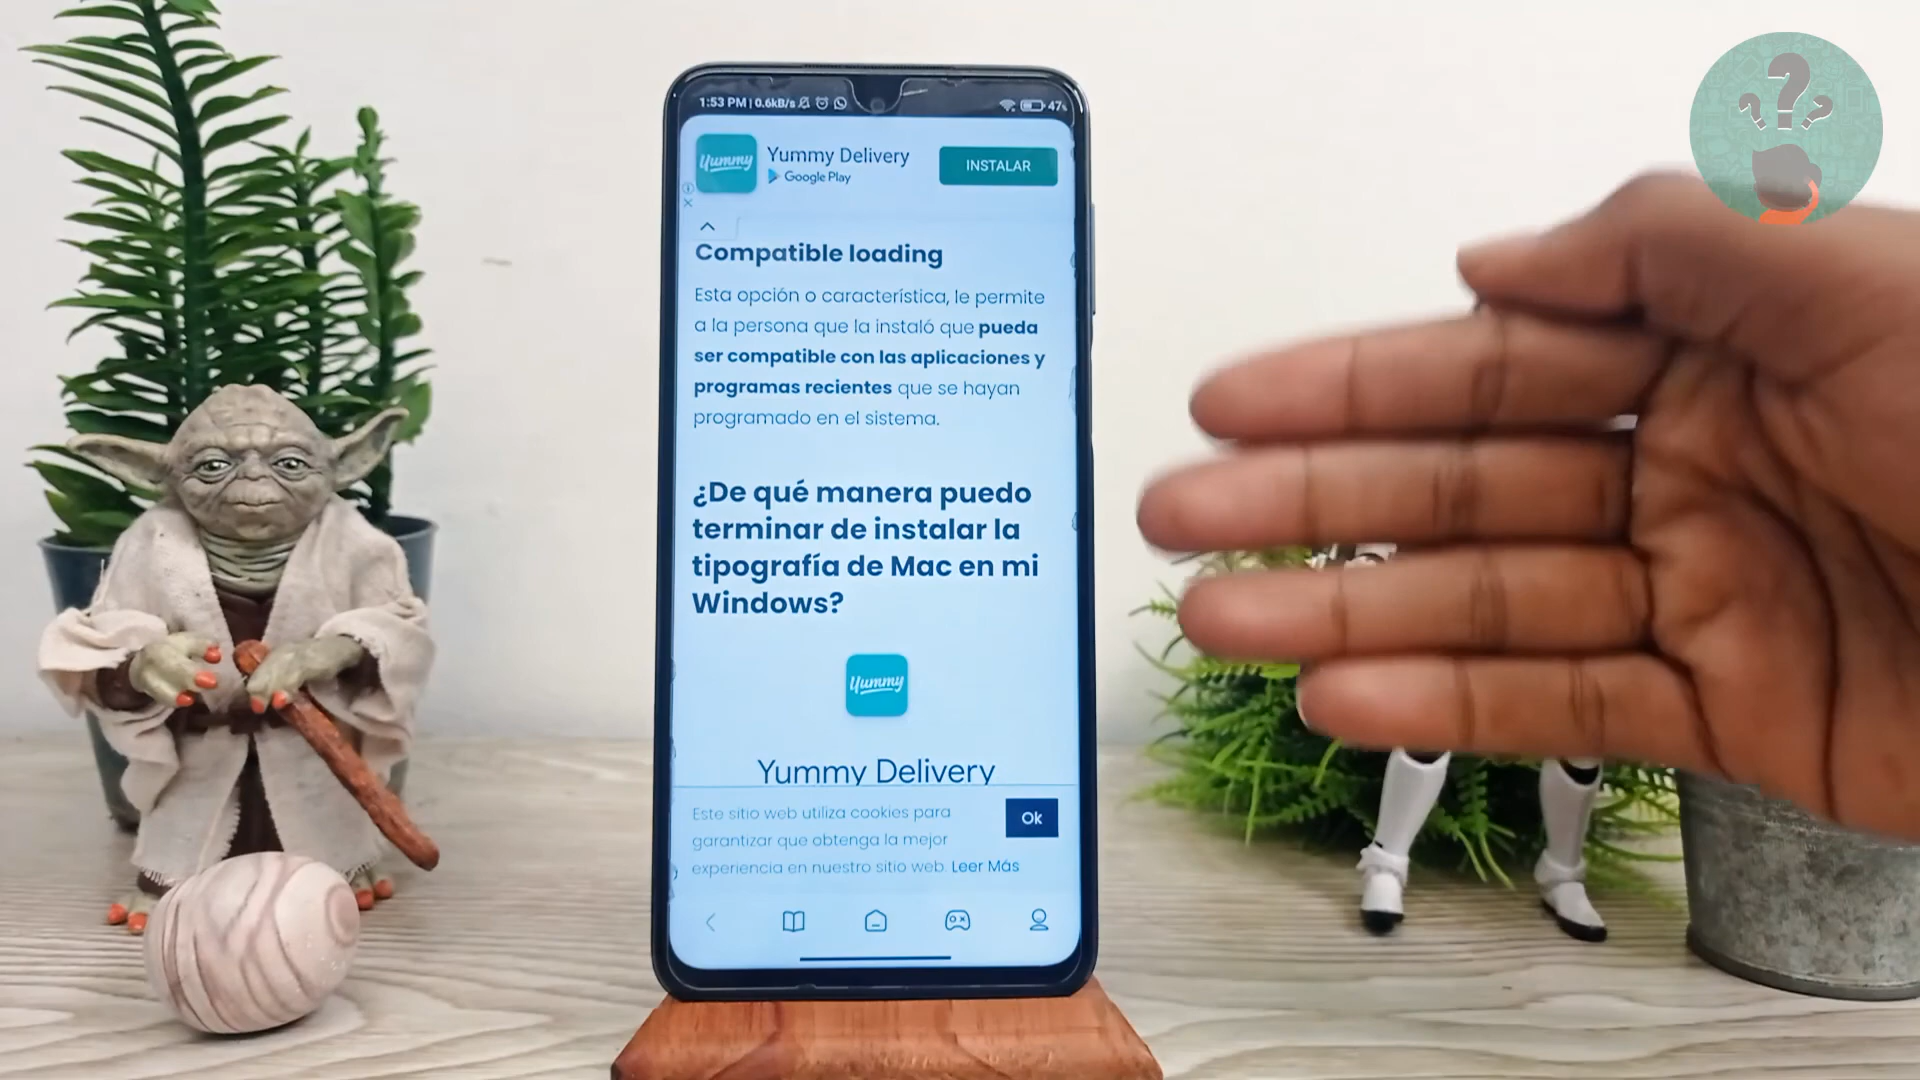 1:53 PM | 0.6kB/s
47%
Yummy
Yummy Delivery
Google Play
INSTALAR
Compatible loading
Esta opción o característica, le permite
a la persona que la instaló que pueda
ser compatible con las aplicaciones y
programas recientes que se hayan
programado en el sistema.
¿De qué manera puedo
terminar de instalar la
tipografía de Mac en mi
Windows?
Yummy
Yummy Delivery
Este sitio web utiliza cookies para
garantizar que obtenga la mejor
experiencia en nuestro sitio web. Leer Más
Ok